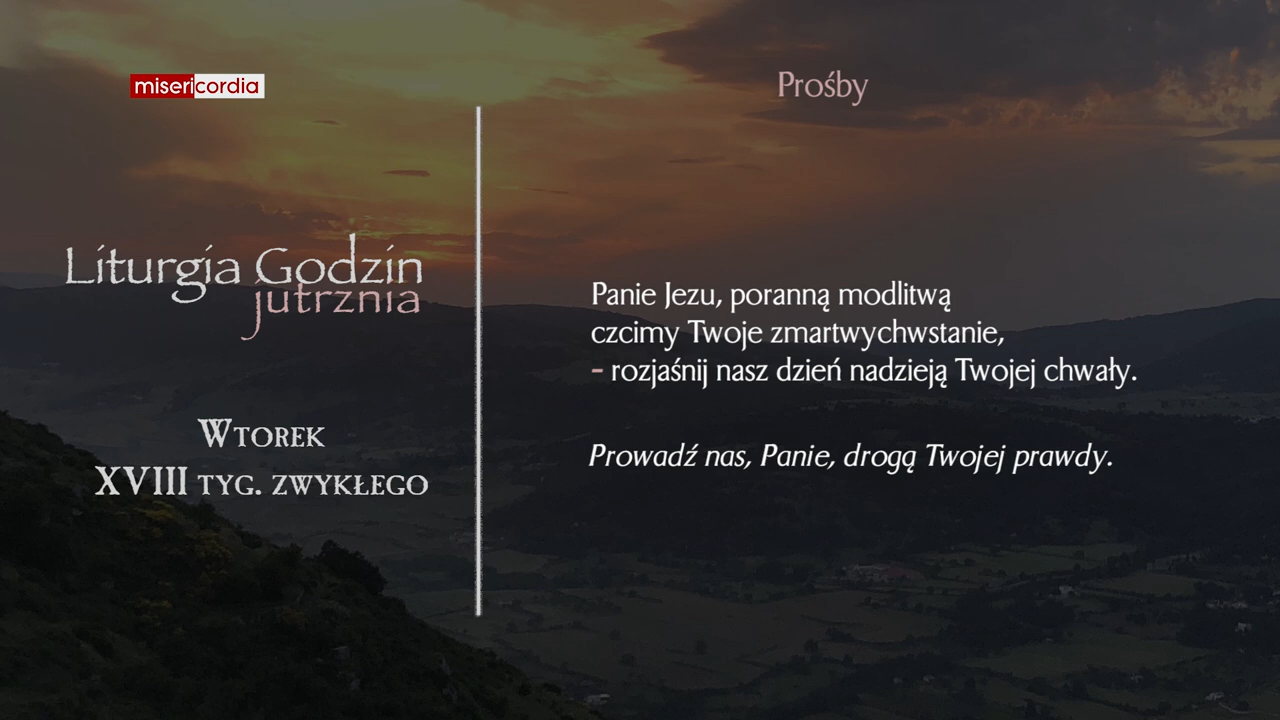 misericordia
Liturgia Godzin
jutrznia
Wtorek
XVIII tyg. zwykłego
Prośby
Panie Jezu, poranną modlitwą
czcimy Twoje zmartwychwstanie,
- rozjaśnij nasz dzień nadzieją Twojej chwały.
Prowadź nas, Panie, drogą Twojej prawdy.